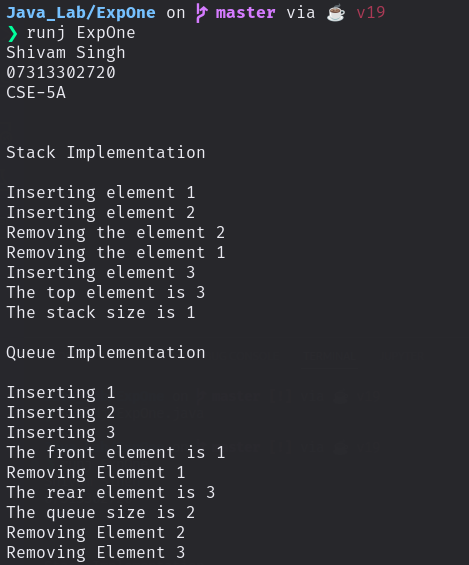 Java_Lab/ExpOne on master via ☕ v19
❯ runj ExpOne
Shivam Singh
07313302720
CSE-5A
Stack Implementation
Inserting element 1
Inserting element 2
Removing the element 2
Removing the element 1
Inserting element 3
The top element is 3
The stack size is 1
Queue Implementation
Inserting 1
Inserting 2
Inserting 3
The front element is 1
Removing Element 1
The rear element is 3
The queue size is 2
Removing Element 2
Removing Element 3